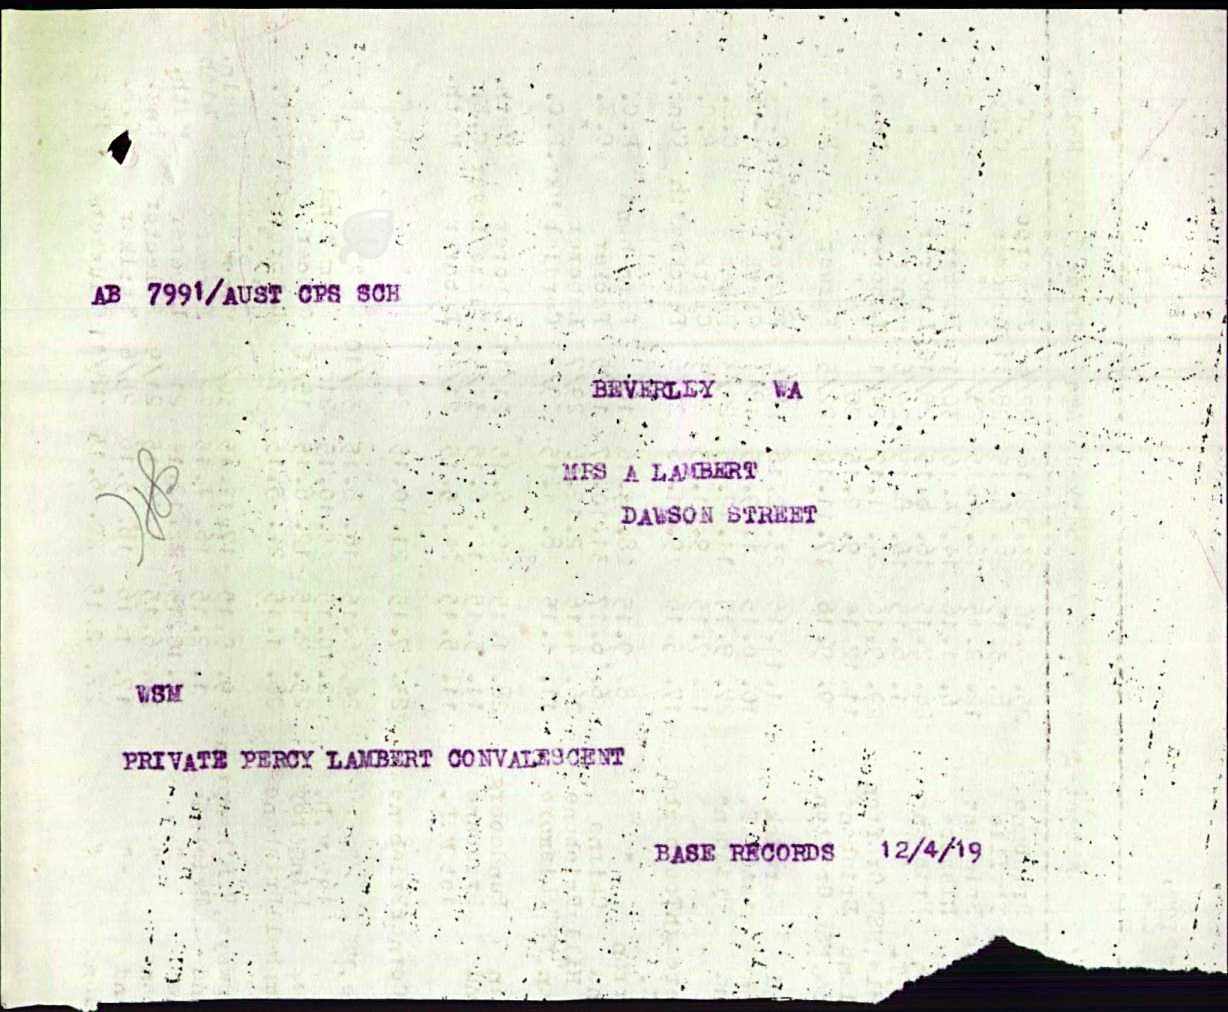 AB 7991/AUST CPS SCH
BEVERLEY WA
MRS A LAMBERT
DAWSON STREET
WSM
PRIVATE PERCY LAMBERT CONVALESCENT
BASE RECORDS 12/4/19